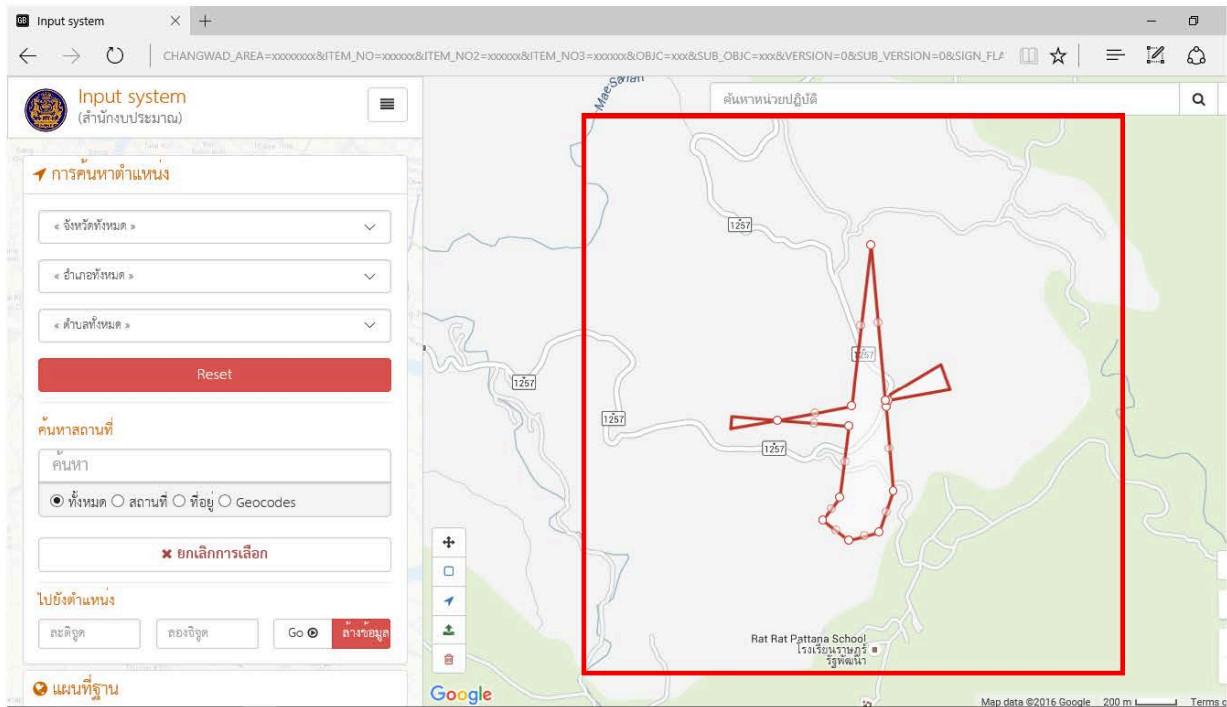 GB Input system
CHANGWAD_AREA=xxxxxxxx&ITEM_NO=xxxxxx&ITEM_NO2=xxxxxx&ITEM_NO3=xxxxxx&OBJC=xxx&SUB_OBJC=xxx&VERSION=0&SUB_VERSION=0&SIGN_FLA
Input system
(สำนักงบประมาณ)
การค้นหาตำแหน่ง
« จังหวัดทั้งหมด »
« อำเภอทั้งหมด »
« ตำบลทั้งหมด »
Reset
ค้นหาสถานที่
ค้นหา
ทั้งหมด สถานที่ ที่อยู่ Geocodes
ยกเลิกการเลือก
ไปยังตำแหน่ง
ละติจูด ลองจิจูด Go ล้างข้อมูล
แผนที่ฐาน
MaeSarian
ค้นหาหน่วยปฏิบัติ
1257
1257
1257
1257
1257
Rat Rat Pattana School
โรงเรียนราษฎร์
รัฐพัฒนา
Google
Map data ©2016 Google 200 m Terms o